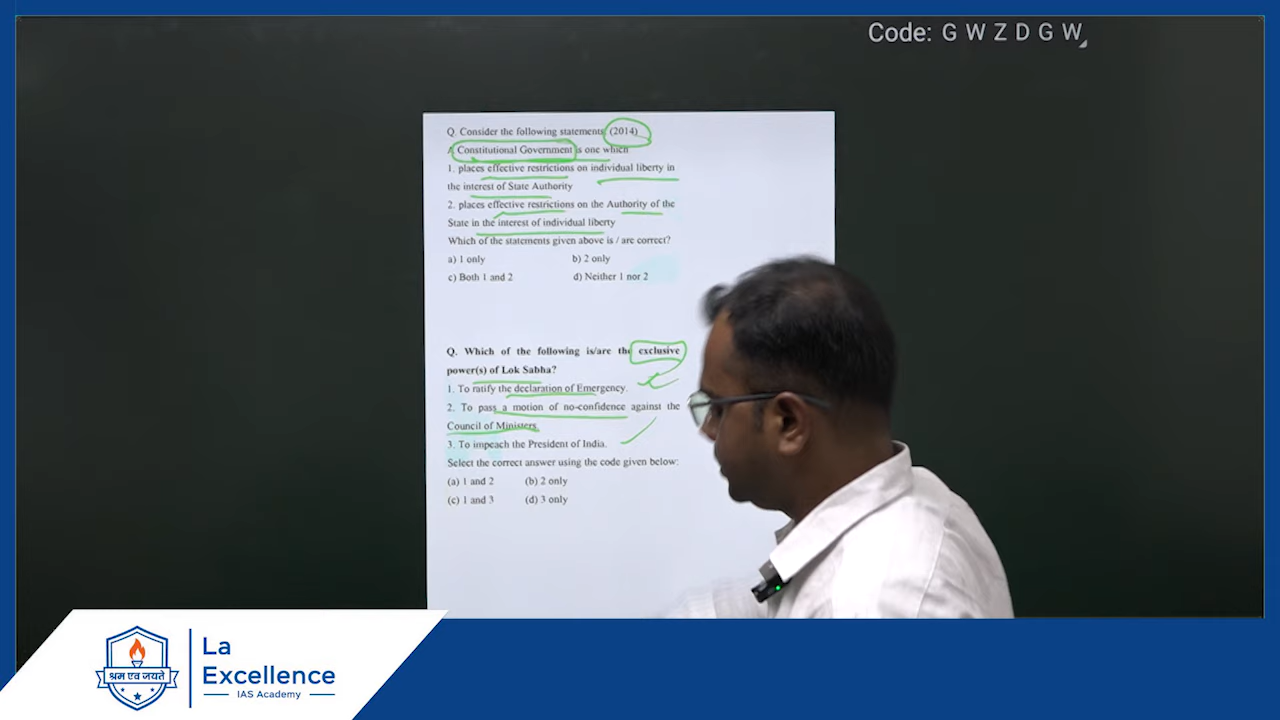 Code: G W Z D G W
Q. Consider the following statements (2014)
A Constitutional Government is one which
1. places effective restrictions on individual liberty in
the interest of State Authority
2. places effective restrictions on the Authority of the
State in the interest of individual liberty
Which of the statements given above is / are correct?
a) 1 only b) 2 only
c) Both 1 and 2 d) Neither 1 nor 2
Q. Which of the following is/are the exclusive
power(s) of Lok Sabha?
1. To ratify the declaration of Emergency.
2. To pass a motion of no-confidence against the
Council of Ministers.
3. To impeach the President of India.
Select the correct answer using the code given below:
(a) 1 and 2 (b) 2 only
(c) 1 and 3 (d) 3 only
श्रम एव जयते
La
Excellence
IAS Academy